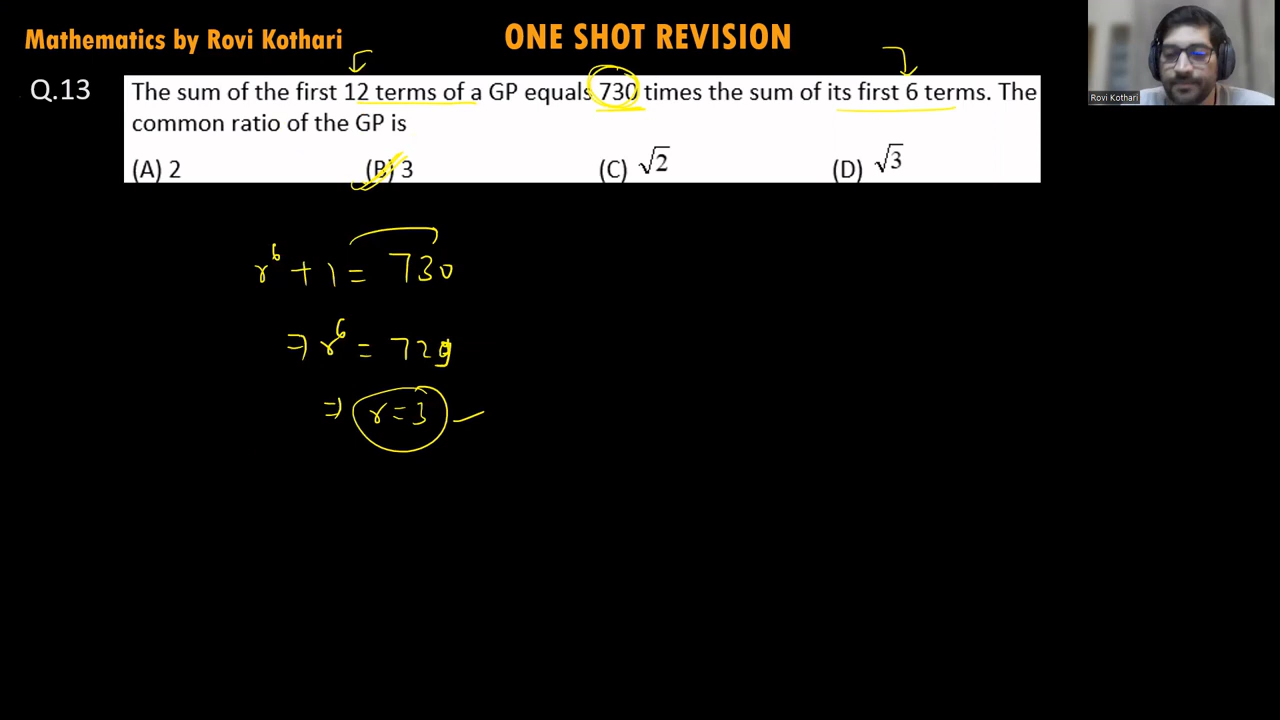 Mathematics by Rovi Kothari
ONE SHOT REVISION
Rovi Kothari
Q.13
The sum of the first 12 terms of a GP equals 730 times the sum of its first 6 terms. The
common ratio of the GP is
(A) 2 (B) 3 (C) √2 (D) √3
r⁶ + 1 = 730
⇒ r⁶ = 729
⇒ r = 3